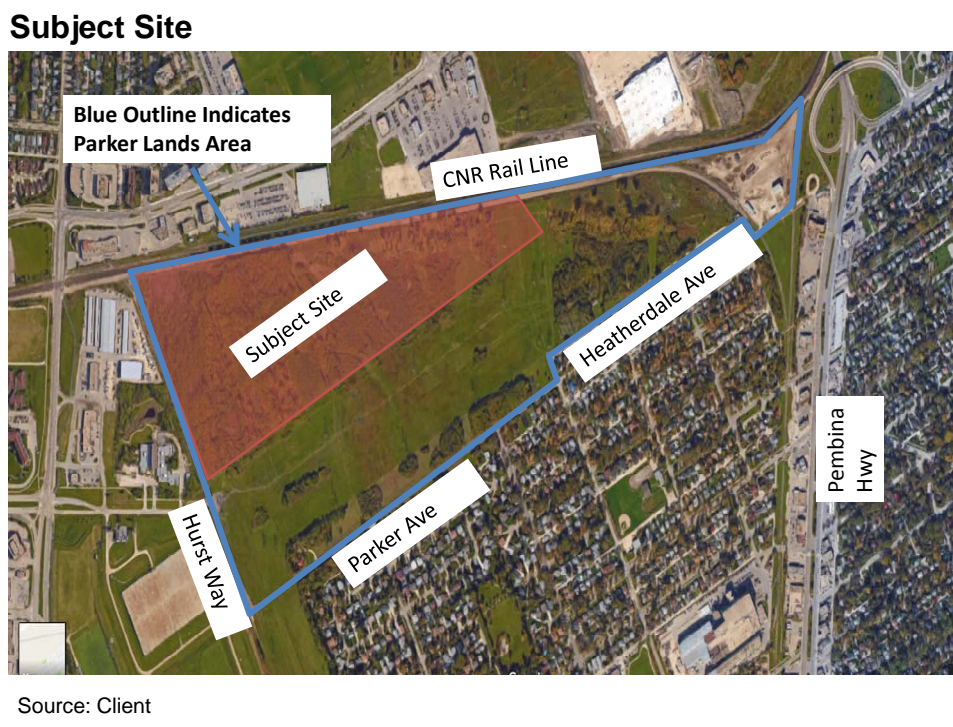 Subject Site
Blue Outline Indicates
Parker Lands Area
CNR Rail Line
Subject Site
Heatherdale Ave
Pembina
Hwy
Parker Ave
Hurst Way
Source: Client